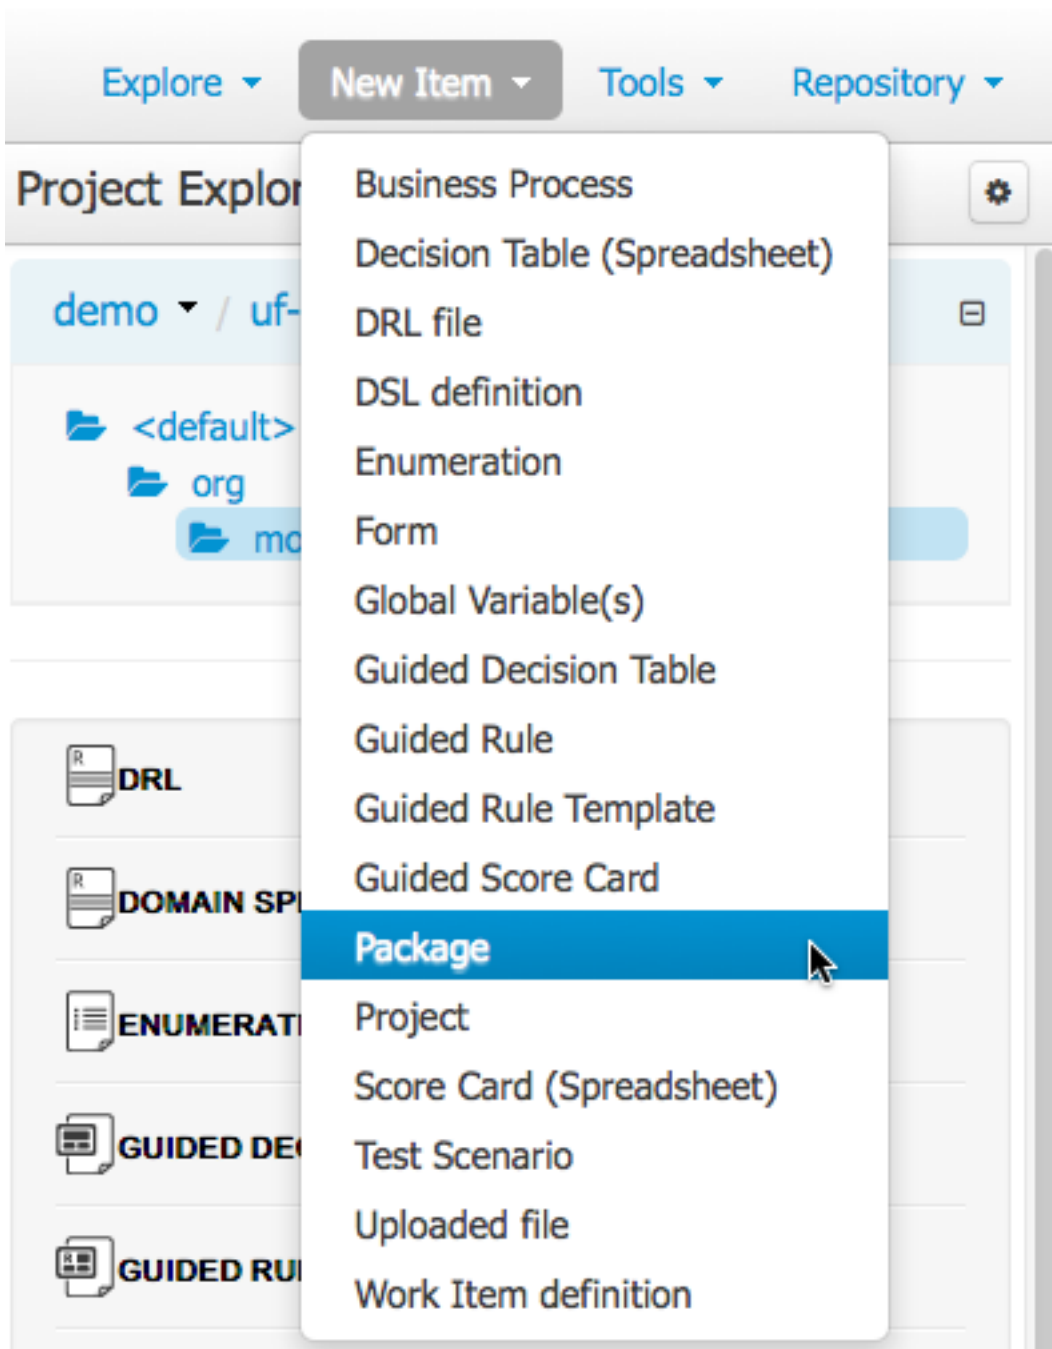 Explore New Item Tools Repository
Project Explor
Business Process
Decision Table (Spreadsheet)
demo / uf-
DRL file
DSL definition
<default>
Enumeration
org
Form
mo
Global Variable(s)
Guided Decision Table
Guided Rule
DRL
Guided Rule Template
Guided Score Card
DOMAIN SP
Package
Project
ENUMERAT
Score Card (Spreadsheet)
Test Scenario
GUIDED DE
Uploaded file
GUIDED RU
Work Item definition